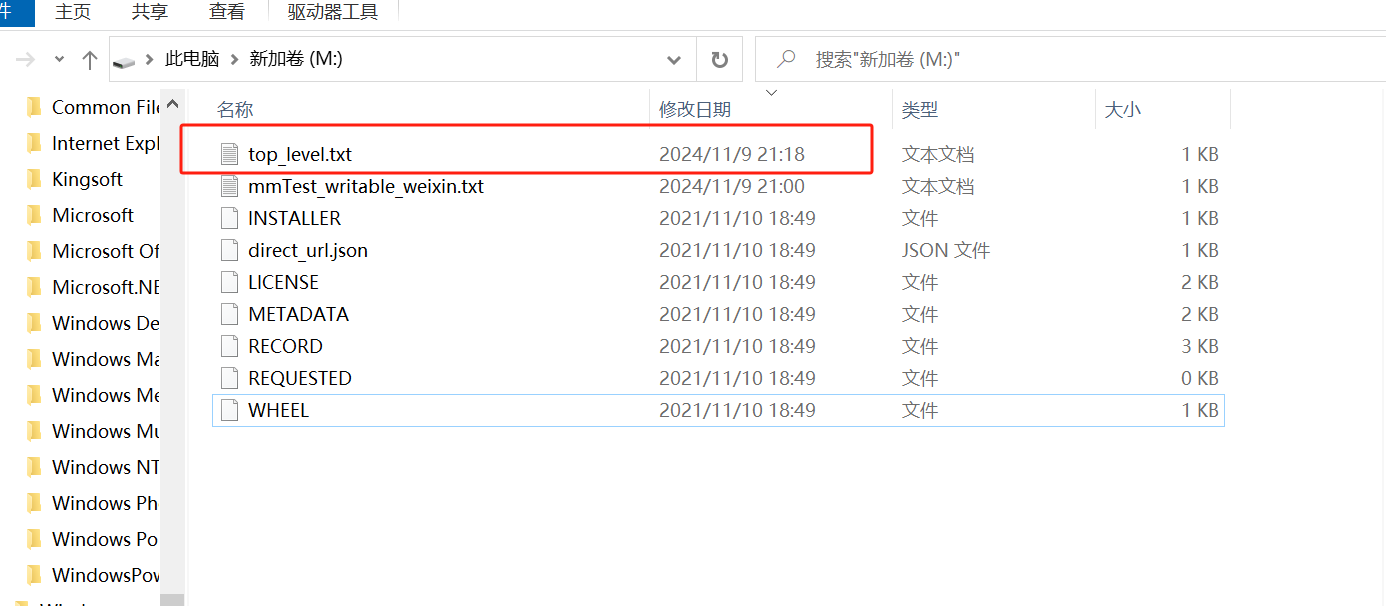 件 主页 共享 查看 驱动器工具
此电脑 新加卷 (M:) 搜索"新加卷 (M:)"
名称 修改日期 类型 大小
Common File
Internet Expl
Kingsoft
Microsoft
Microsoft Of
Microsoft.NE
Windows De
Windows Ma
Windows Me
Windows Mu
Windows NT
Windows Ph
Windows Po
WindowsPow
top_level.txt 2024/11/9 21:18 文本文档 1 KB
mmTest_writable_weixin.txt 2024/11/9 21:00 文本文档 1 KB
INSTALLER 2021/11/10 18:49 文件 1 KB
direct_url.json 2021/11/10 18:49 JSON 文件 1 KB
LICENSE 2021/11/10 18:49 文件 2 KB
METADATA 2021/11/10 18:49 文件 2 KB
RECORD 2021/11/10 18:49 文件 3 KB
REQUESTED 2021/11/10 18:49 文件 0 KB
WHEEL 2021/11/10 18:49 文件 1 KB